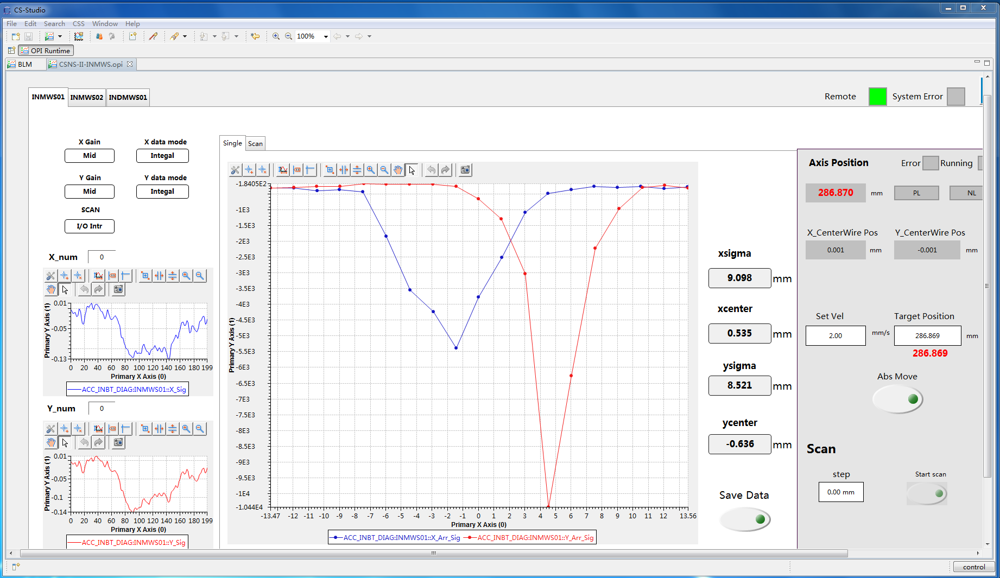 CS-Studio
File Edit Search CSS Window Help
100%
OPI Runtime
BLM CSNS-II-INMWS.opi
INMWS01 INMWS02 INDMWS01
Remote System Error
X Gain X data mode
Mid Integal
Y Gain Y data mode
Mid Integal
SCAN
I/O Intr
X_num 0
0.01
-0.05
-0.13
Primary Y Axis (1)
0 20 40 60 80 100 120 140 160 180 199
Primary X Axis (0)
ACC_INBT_DIAG:INMWS01::X_Sig
Y_num 0
0.01
-0.05
-0.1
-0.14
Primary Y Axis (1)
0 20 40 60 80 100 120 140 160 180 199
Primary X Axis (0)
ACC_INBT_DIAG:INMWS01::Y_Sig
Single Scan
-1.8405E2
-1E3
-1.5E3
-2E3
-2.5E3
-3E3
-3.5E3
-4E3
-4.5E3
-5E3
-5.5E3
-6E3
-6.5E3
-7E3
-7.5E3
-8E3
-8.5E3
-9E3
-9.5E3
-1E4
-1.044E4
Primary Y Axis (1)
-13.47 -12 -11 -10 -9 -8 -7 -6 -5 -4 -3 -2 -1 0 1 2 3 4 5 6 7 8 9 10 11 12 13.56
Primary X Axis (0)
ACC_INBT_DIAG:INMWS01::X_Arr_Sig ACC_INBT_DIAG:INMWS01::Y_Arr_Sig
xsigma
9.098 mm
xcenter
0.535 mm
ysigma
8.521 mm
ycenter
-0.636 mm
Save Data
Axis Position Error Running
286.870 mm PL NL
X_CenterWire Pos Y_CenterWire Pos
0.001 mm -0.001 mm
Set Vel Target Position
2.00 mm/s 286.869 mm
286.869
Abs Move
Scan
step Start scan
0.00 mm
control